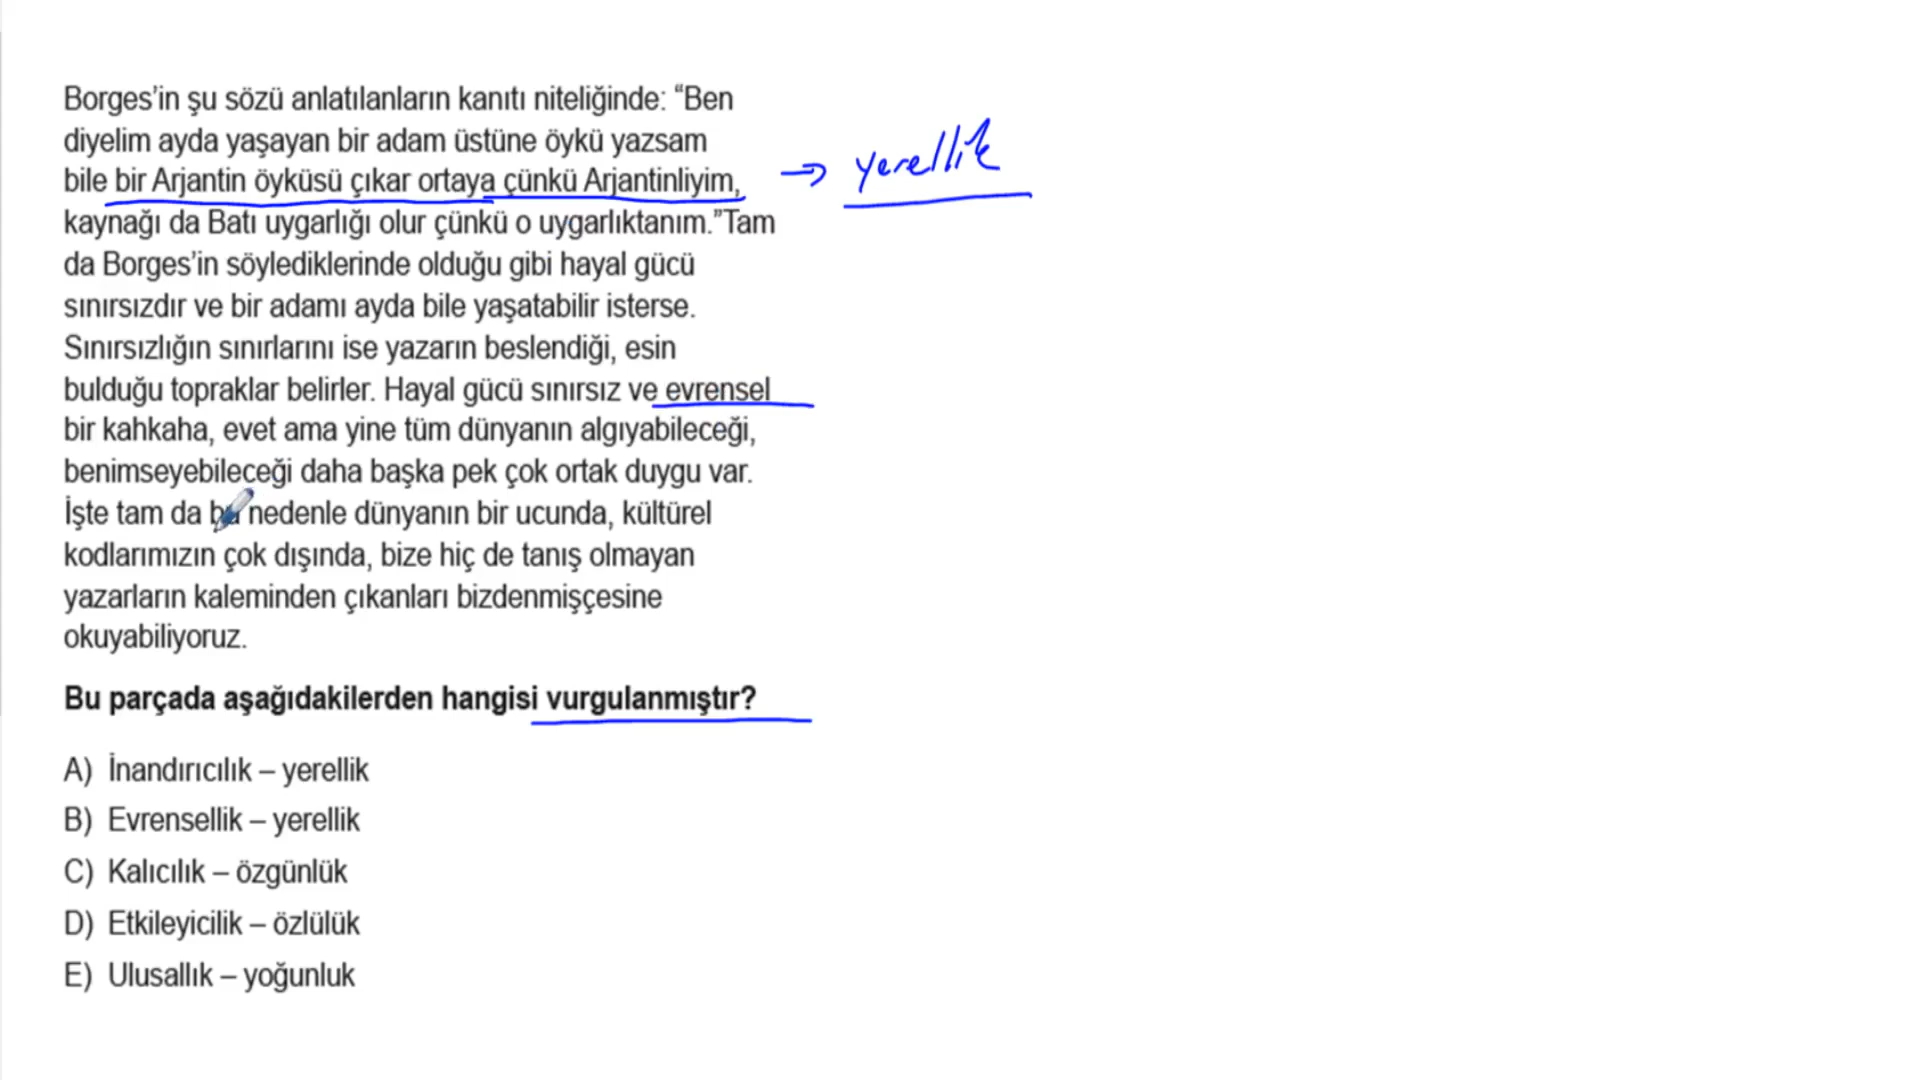 Borges’in şu sözü anlatılanların kanıtı niteliğinde: “Ben
diyelim ayda yaşayan bir adam üstüne öykü yazsam
bile bir Arjantin öyküsü çıkar ortaya çünkü Arjantinliyim,
→ yerellik
kaynağı da Batı uygarlığı olur çünkü o uygarlıktanım.”Tam
da Borges’in söylediklerinde olduğu gibi hayal gücü
sınırsızdır ve bir adamı ayda bile yaşatabilir isterse.
Sınırsızlığın sınırlarını ise yazarın beslendiği, esin
bulduğu topraklar belirler. Hayal gücü sınırsız ve evrensel
bir kahkaha, evet ama yine tüm dünyanın algıyabileceği,
benimseyebileceği daha başka pek çok ortak duygu var.
İşte tam da bu nedenle dünyanın bir ucunda, kültürel
kodlarımızın çok dışında, bize hiç de tanış olmayan
yazarların kaleminden çıkanları bizdenmişçesine
okuyabiliyoruz.
Bu parçada aşağıdakilerden hangisi vurgulanmıştır?
A) İnandırıcılık – yerellik
B) Evrensellik – yerellik
C) Kalıcılık – özgünlük
D) Etkileyicilik – özlülük
E) Ulusallık – yoğunluk